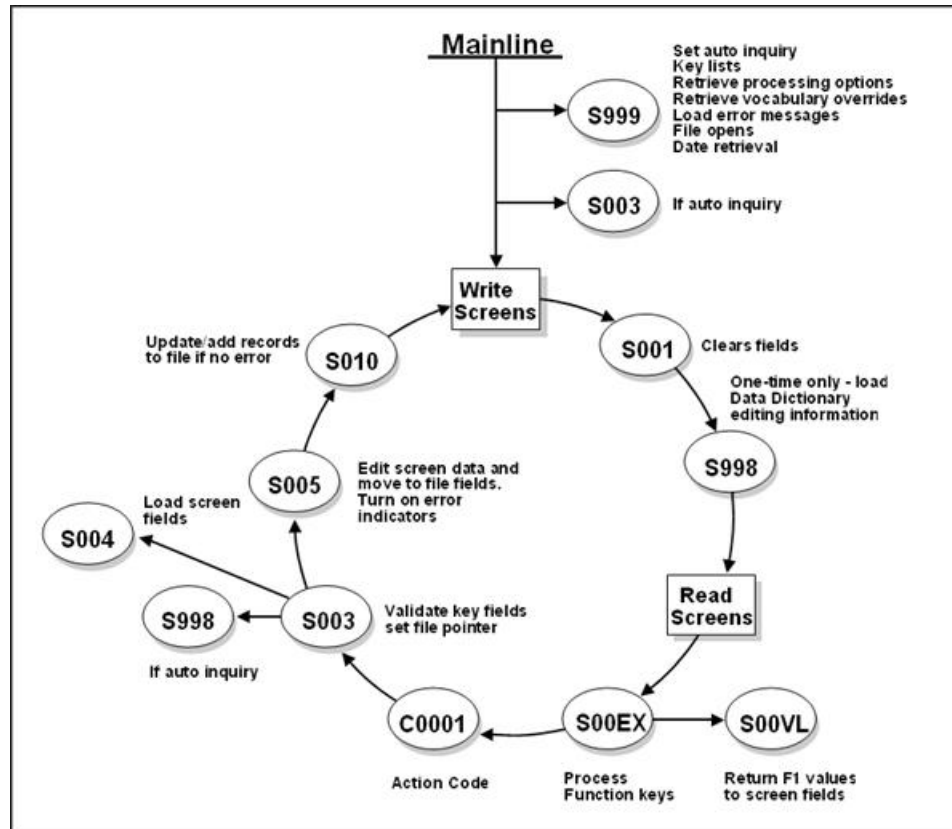 Mainline
S999
Set auto inquiry
Key lists
Retrieve processing options
Retrieve vocabulary overrides
Load error messages
File opens
Date retrieval
S003
If auto inquiry
Write
Screens
S001
Clears fields
One-time only - load
Data Dictionary
editing information
S998
Read
Screens
S00EX
Process
Function keys
S00VL
Return F1 values
to screen fields
C0001
Action Code
S003
Validate key fields
set file pointer
S998
If auto inquiry
S004
Load screen
fields
S005
Edit screen data and
move to file fields.
Turn on error
indicators
S010
Update/add records
to file if no error